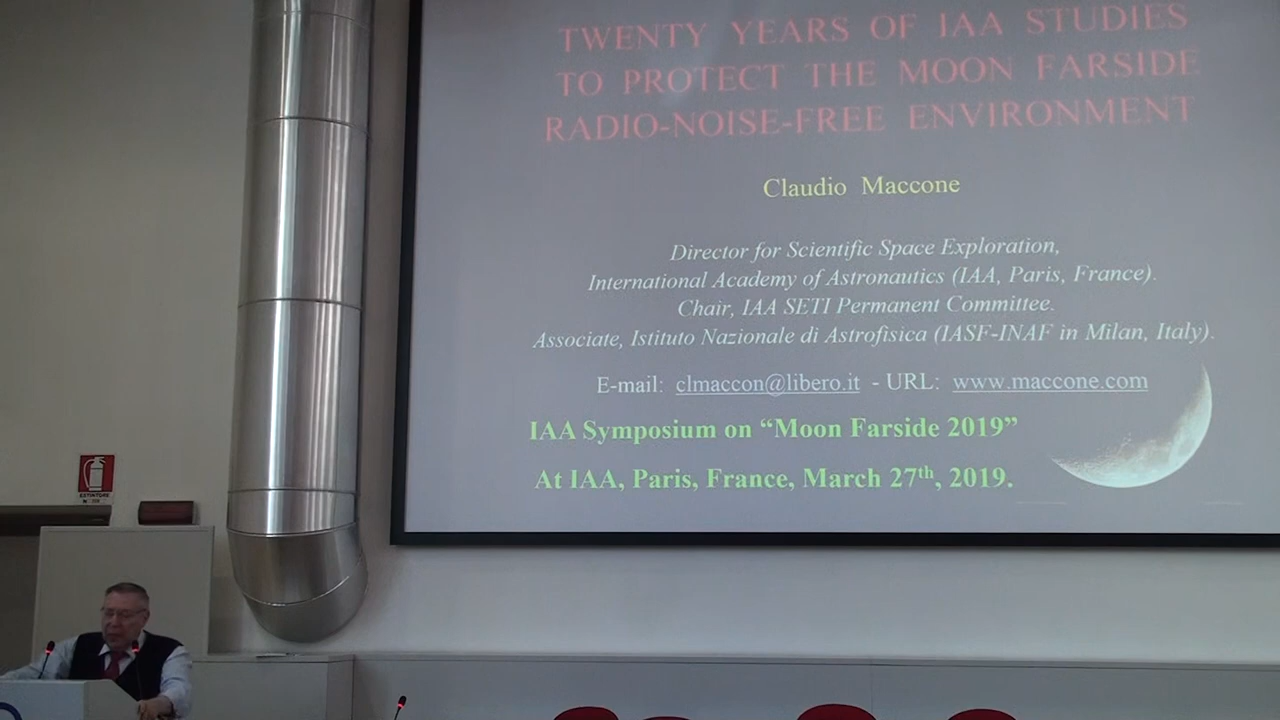 TWENTY YEARS OF IAA STUDIES
TO PROTECT THE MOON FARSIDE
RADIO-NOISE-FREE ENVIRONMENT
Claudio Maccone
Director for Scientific Space Exploration,
International Academy of Astronautics (IAA, Paris, France).
Chair, IAA SETI Permanent Committee.
Associate, Istituto Nazionale di Astrofisica (IASF-INAF in Milan, Italy).
E-mail: clmaccon@libero.it - URL: www.maccone.com
IAA Symposium on “Moon Farside 2019”
At IAA, Paris, France, March 27th, 2019.
ESTINTORE